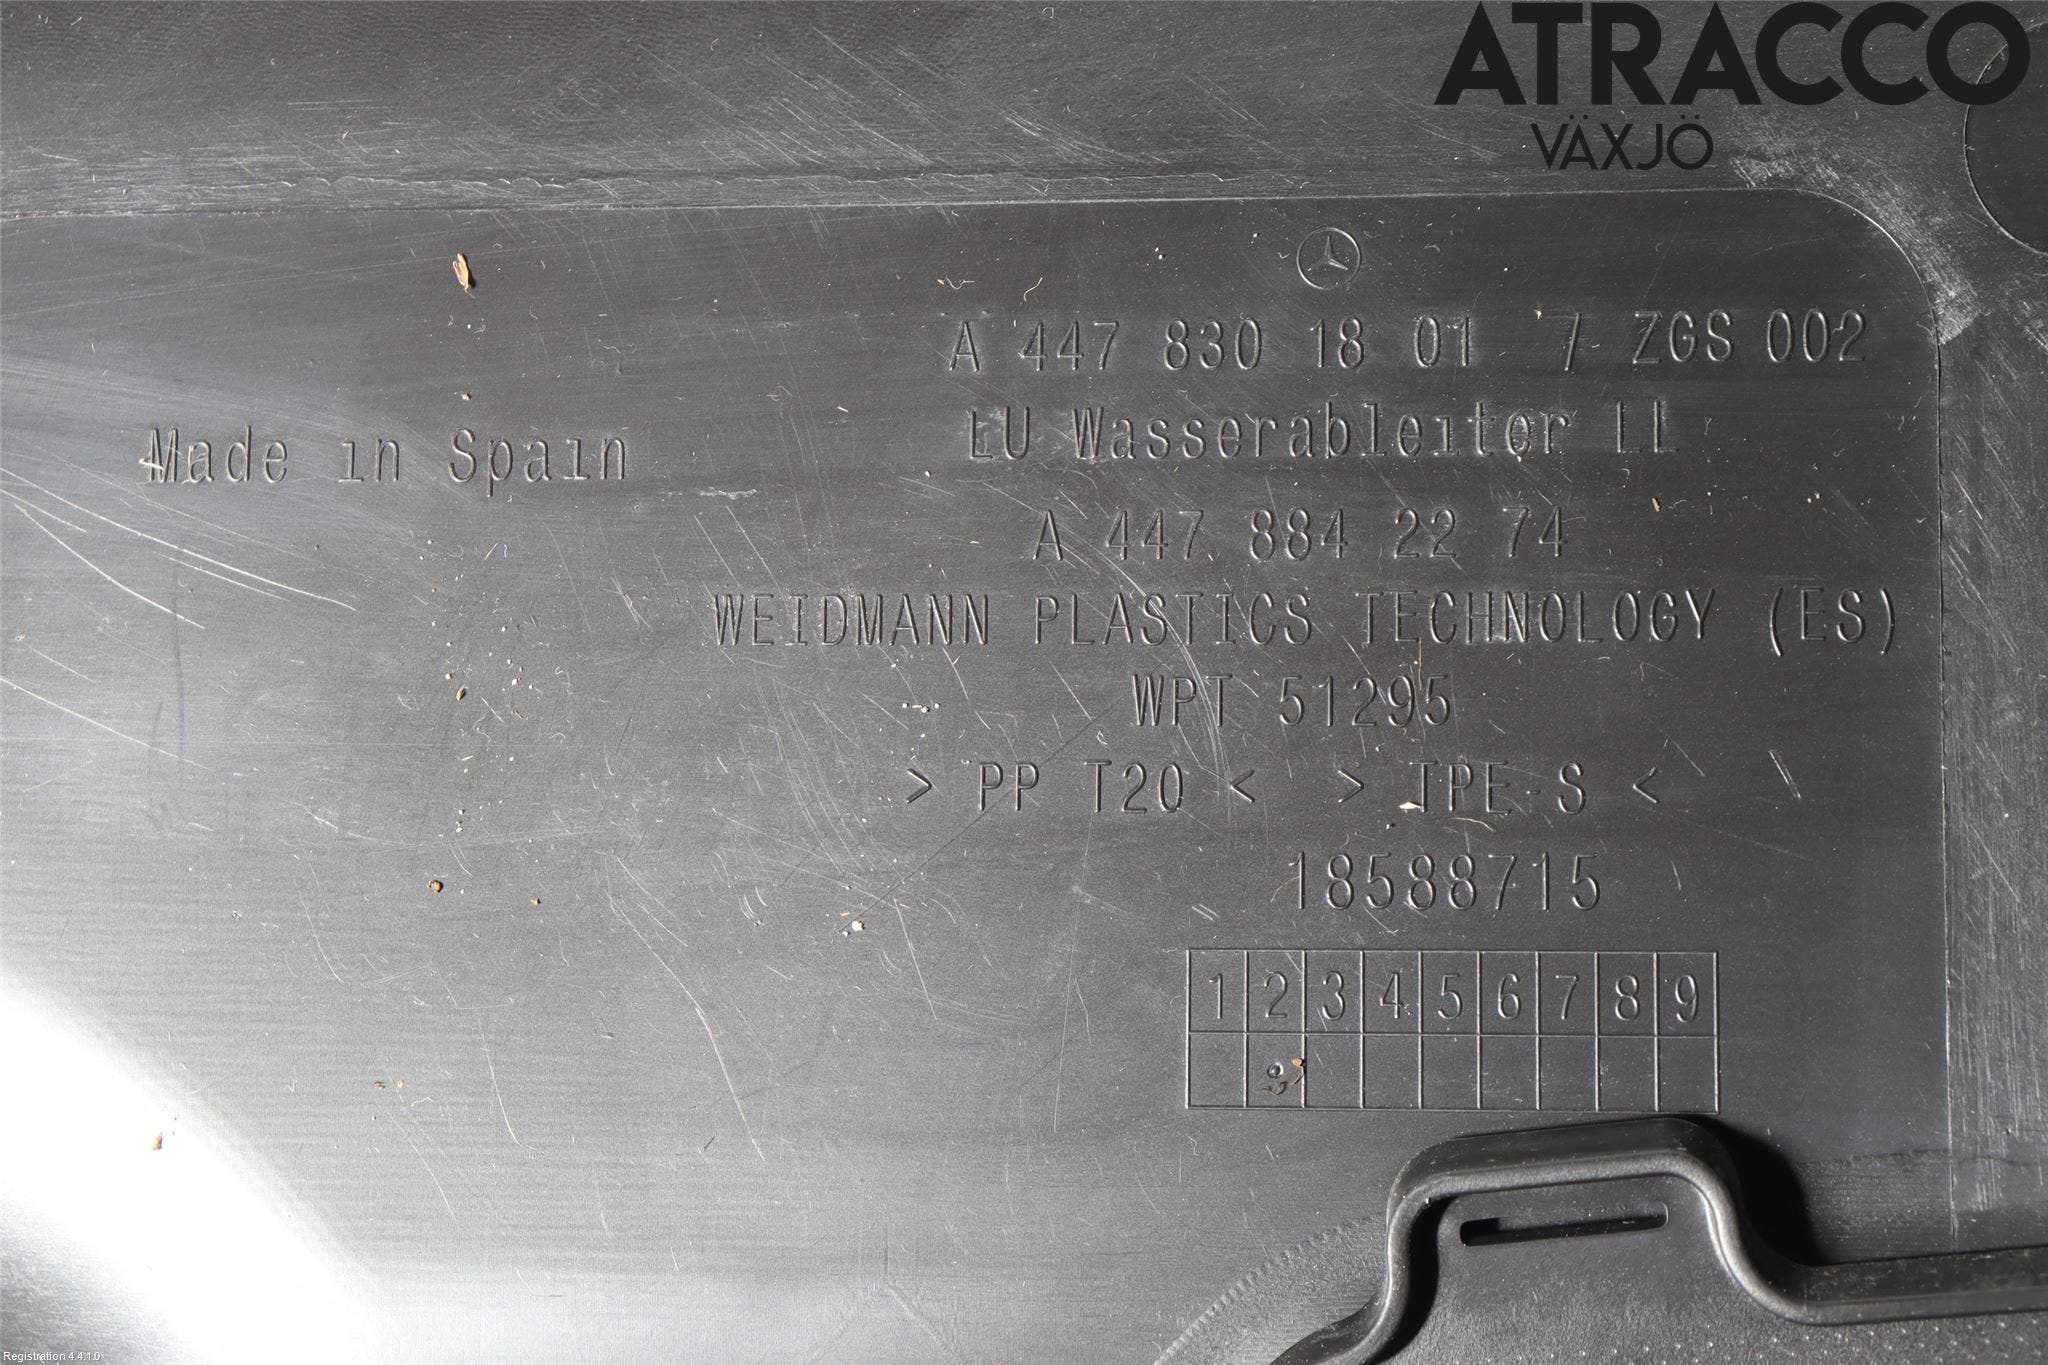 ATRACCO
VÄXJÖ
A 447 830 18 01 / ZGS 002
LU Wasserableiter LL
Made in Spain
A 447 884 22 74
WEIDMANN PLASTICS TECHNOLOGY (ES)
WPT 51295
> PP T20 < > TPE-S <
18588715
1 2 3 4 5 6 7 8 9
Registration 4.4.1.0